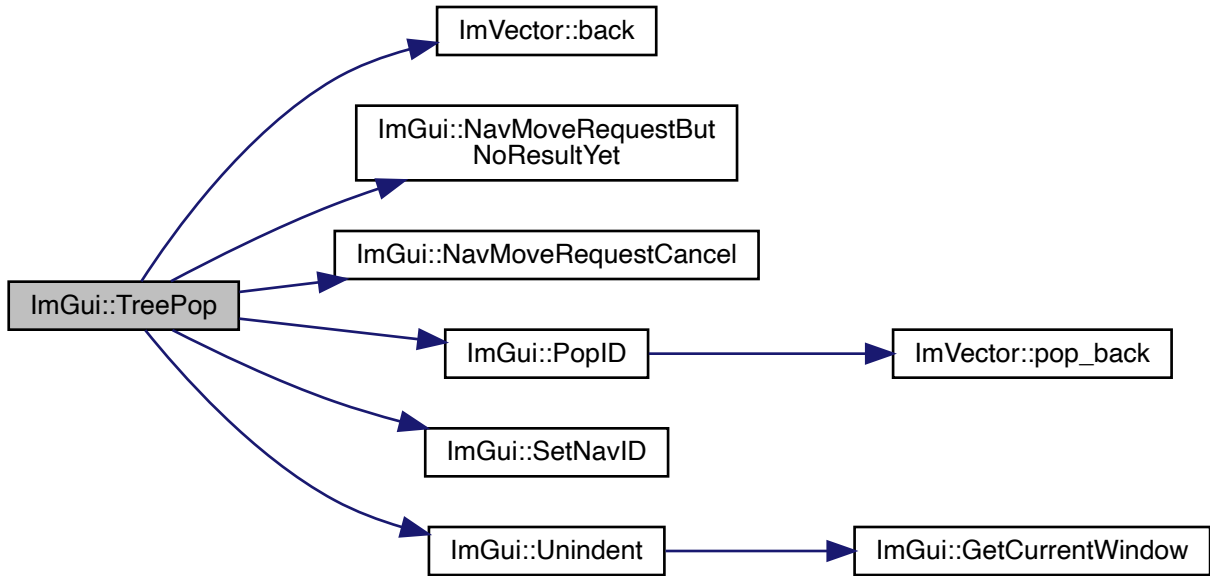 ImVector::back
ImGui::NavMoveRequestBut
NoResultYet
ImGui::NavMoveRequestCancel
ImGui::TreePop
ImGui::PopID
ImVector::pop_back
ImGui::SetNavID
ImGui::Unindent
ImGui::GetCurrentWindow